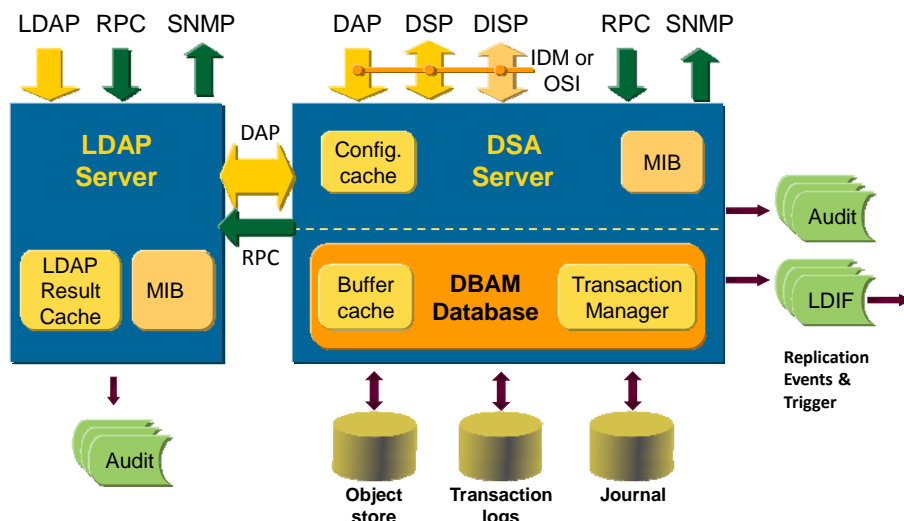 LDAP RPC SNMP
DAP DSP DISP
IDM or
OSI
RPC SNMP
LDAP
Server
DAP
Config.
cache
DSA
Server
MIB
Audit
RPC
LDAP
Result
Cache
MIB
Buffer
cache
DBAM
Database
Transaction
Manager
LDIF
Replication
Events &
Trigger
Audit
Object
store
Transaction
logs
Journal